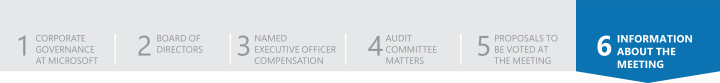 1 CORPORATE
GOVERNANCE
AT MICROSOFT
2 BOARD OF
DIRECTORS
3 NAMED
EXECUTIVE OFFICER
COMPENSATION
4 AUDIT
COMMITTEE
MATTERS
5 PROPOSALS TO
BE VOTED AT
THE MEETING
6 INFORMATION
ABOUT THE
MEETING